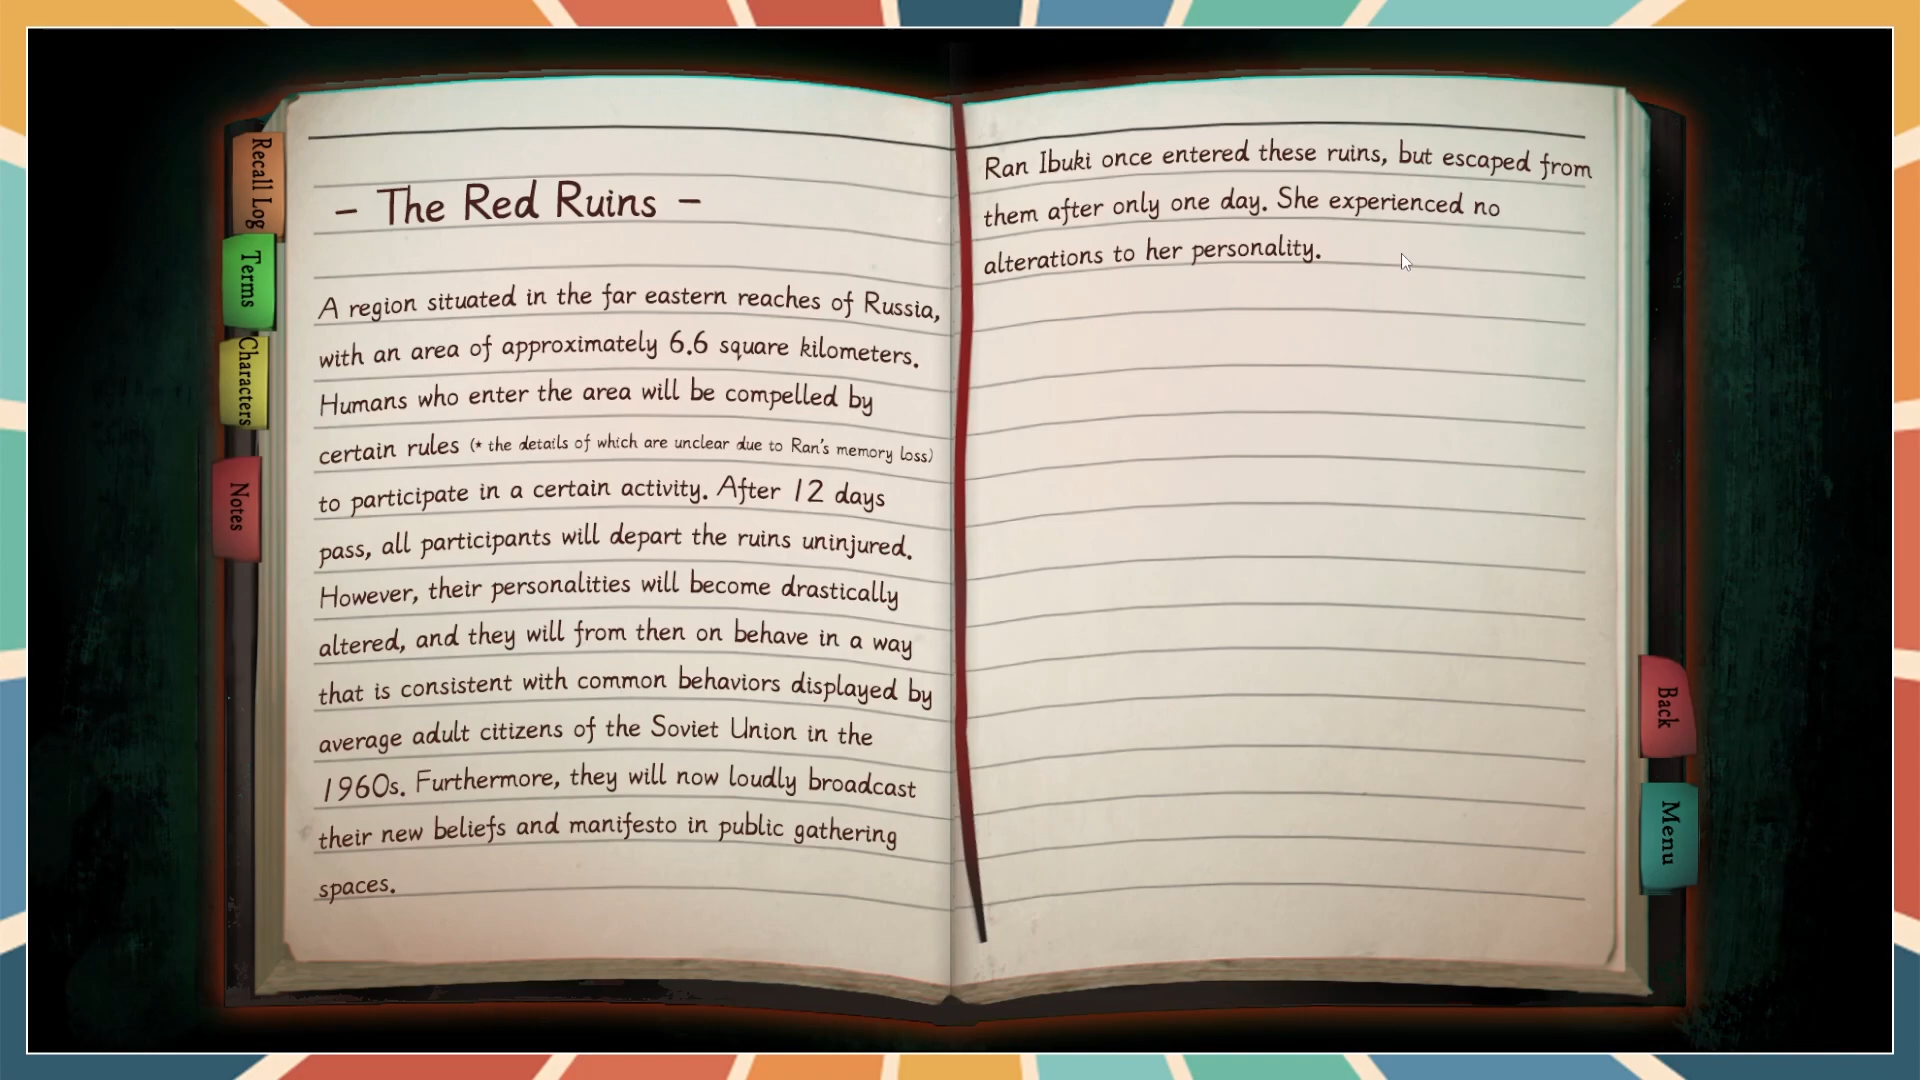 Recall Log
Terms
Characters
Notes
– The Red Ruins –
A region situated in the far eastern reaches of Russia,
with an area of approximately 6.6 square kilometers.
Humans who enter the area will be compelled by
certain rules (* the details of which are unclear due to Ran's memory loss)
to participate in a certain activity. After 12 days
pass, all participants will depart the ruins uninjured.
However, their personalities will become drastically
altered, and they will from then on behave in a way
that is consistent with common behaviors displayed by
average adult citizens of the Soviet Union in the
1960s. Furthermore, they will now loudly broadcast
their new beliefs and manifesto in public gathering
spaces.
Ran Ibuki once entered these ruins, but escaped from
them after only one day. She experienced no
alterations to her personality.
Back
Menu